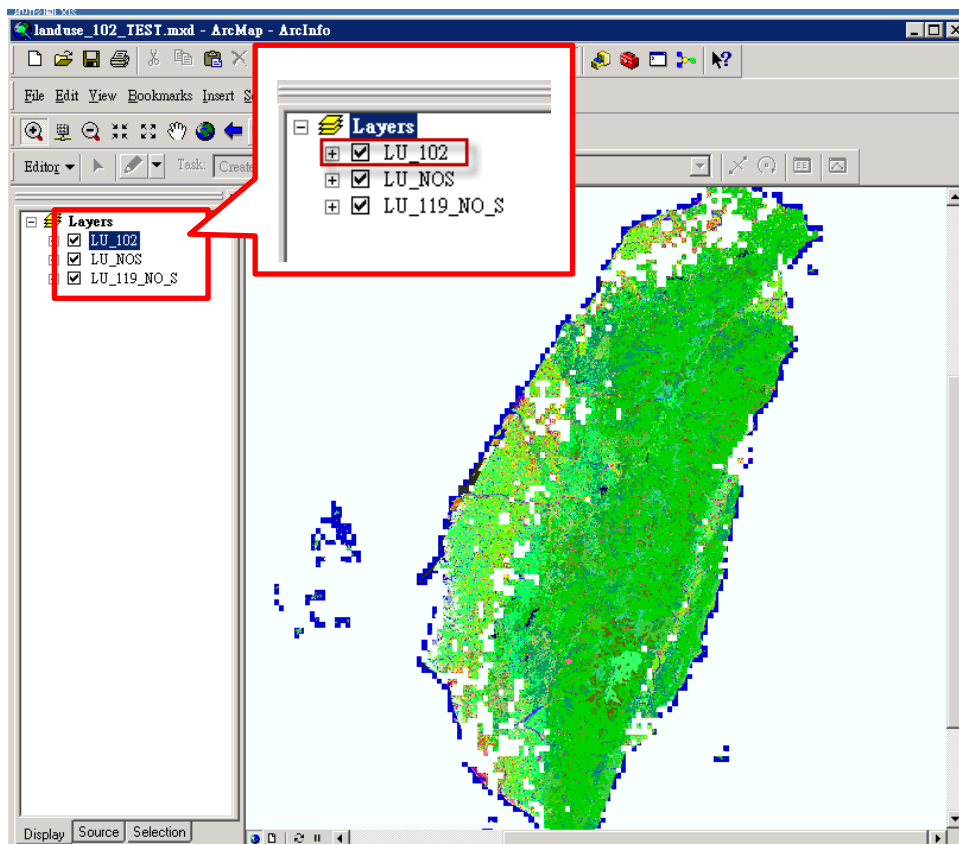 landuse_102_TEST.mxd - ArcMap - ArcInfo
File Edit View Bookmarks Insert
Editor Task:
Layers
LU_102
LU_NOS
LU_119_NO_S
Layers
LU_102
LU_NOS
LU_119_NO_S
Display Source Selection